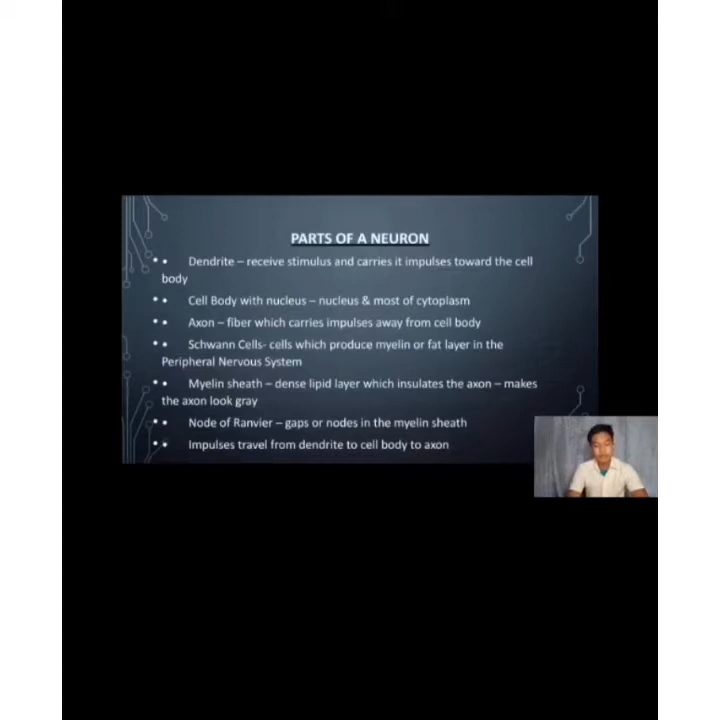 PARTS OF A NEURON
• • Dendrite – receive stimulus and carries it impulses toward the cell
body
• • Cell Body with nucleus – nucleus & most of cytoplasm
• • Axon – fiber which carries impulses away from cell body
• • Schwann Cells- cells which produce myelin or fat layer in the
Peripheral Nervous System
• • Myelin sheath – dense lipid layer which insulates the axon – makes
the axon look gray
• • Node of Ranvier – gaps or nodes in the myelin sheath
• • Impulses travel from dendrite to cell body to axon